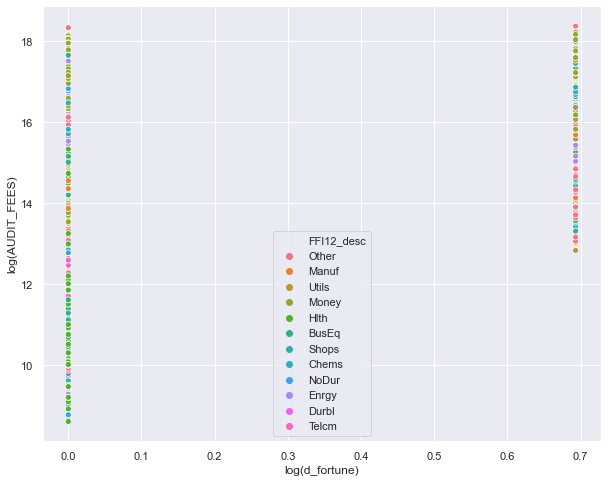 18
16
14
12
10
log(AUDIT_FEES)
FFI12_desc
Other
Manuf
Utils
Money
Hlth
BusEq
Shops
Chems
NoDur
Enrgy
Durbl
Telcm
0.0 0.1 0.2 0.3 0.4 0.5 0.6 0.7
log(d_fortune)